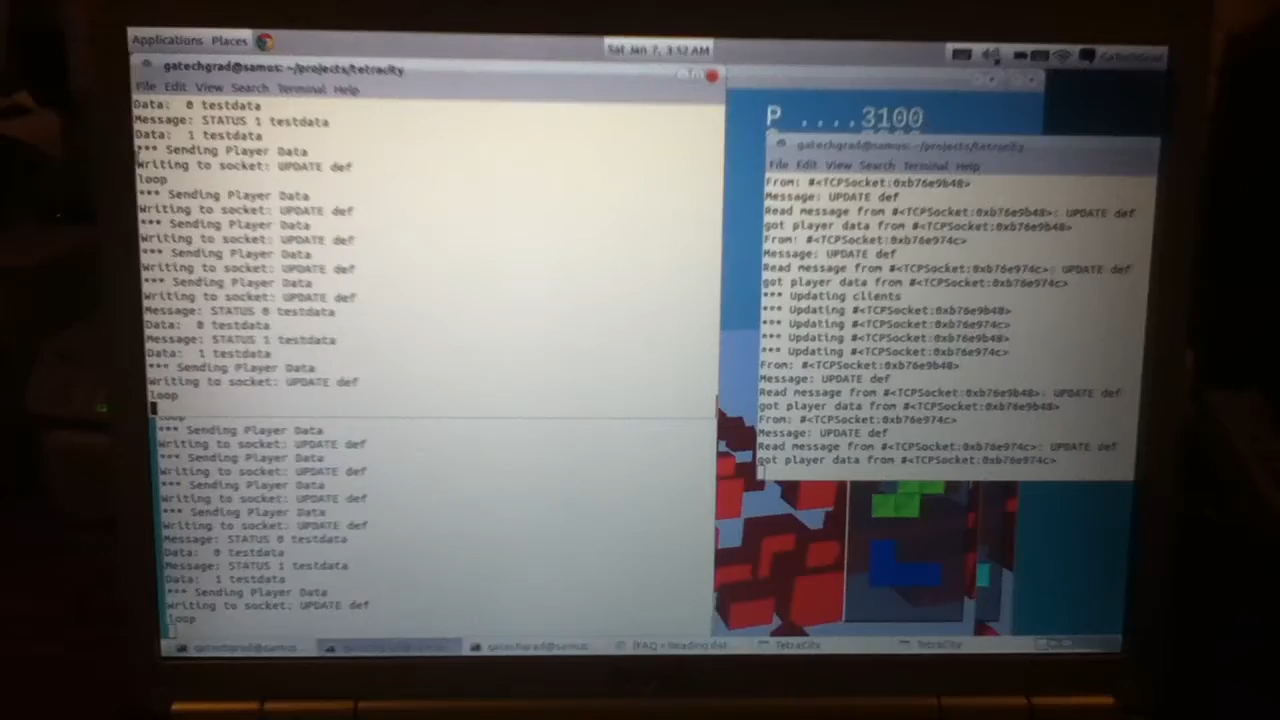 Applications Places
Sat Jan 7, 3:52 AM
GaTechGrad
gatechgrad@samus: ~/projects/tetracity
File Edit View Search Terminal Help
Data: 0 testdata
Message: STATUS 1 testdata
Data: 1 testdata
*** Sending Player Data
Writing to socket: UPDATE def
loop
*** Sending Player Data
Writing to socket: UPDATE def
*** Sending Player Data
Writing to socket: UPDATE def
*** Sending Player Data
Writing to socket: UPDATE def
*** Sending Player Data
Writing to socket: UPDATE def
Message: STATUS 0 testdata
Data: 0 testdata
Message: STATUS 1 testdata
Data: 1 testdata
*** Sending Player Data
Writing to socket: UPDATE def
loop
loop
*** Sending Player Data
Writing to socket: UPDATE def
*** Sending Player Data
Writing to socket: UPDATE def
*** Sending Player Data
Writing to socket: UPDATE def
*** Sending Player Data
Writing to socket: UPDATE def
Message: STATUS 0 testdata
Data: 0 testdata
Message: STATUS 1 testdata
Data: 1 testdata
*** Sending Player Data
Writing to socket: UPDATE def
loop
P ....3100
gatechgrad@samus: ~/projects/tetracity
File Edit View Search Terminal Help
From: #<TCPSocket:0xb76e9b48>
Message: UPDATE def
Read message from #<TCPSocket:0xb76e9b48>: UPDATE def
got player data from #<TCPSocket:0xb76e9b48>
From: #<TCPSocket:0xb76e974c>
Message: UPDATE def
Read message from #<TCPSocket:0xb76e974c>: UPDATE def
got player data from #<TCPSocket:0xb76e974c>
*** Updating clients
*** Updating #<TCPSocket:0xb76e9b48>
*** Updating #<TCPSocket:0xb76e974c>
*** Updating #<TCPSocket:0xb76e9b48>
*** Updating #<TCPSocket:0xb76e974c>
From: #<TCPSocket:0xb76e9b48>
Message: UPDATE def
Read message from #<TCPSocket:0xb76e9b48>: UPDATE def
got player data from #<TCPSocket:0xb76e9b48>
From: #<TCPSocket:0xb76e974c>
Message: UPDATE def
Read message from #<TCPSocket:0xb76e974c>: UPDATE def
got player data from #<TCPSocket:0xb76e974c>
gatechgrad@samus:
gatechgrad@samus:
TetraCity
TetraCity